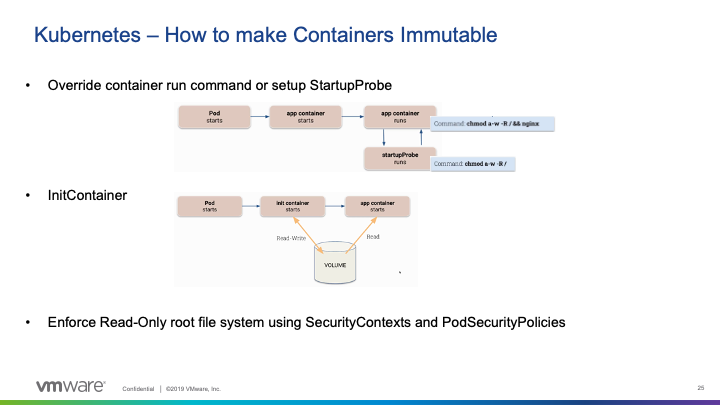 Kubernetes – How to make Containers Immutable
• Override container run command or setup StartupProbe
Pod
starts
app container
starts
app container
runs
Command: chmod a-w -R / && nginx
startupProbe
runs
Command: chmod a-w -R /
• InitContainer
Pod
starts
Init container
starts
app container
starts
Read-Write
Read
VOLUME
• Enforce Read-Only root file system using SecurityContexts and PodSecurityPolicies
vmware
Confidential | ©2019 VMware, Inc.
25